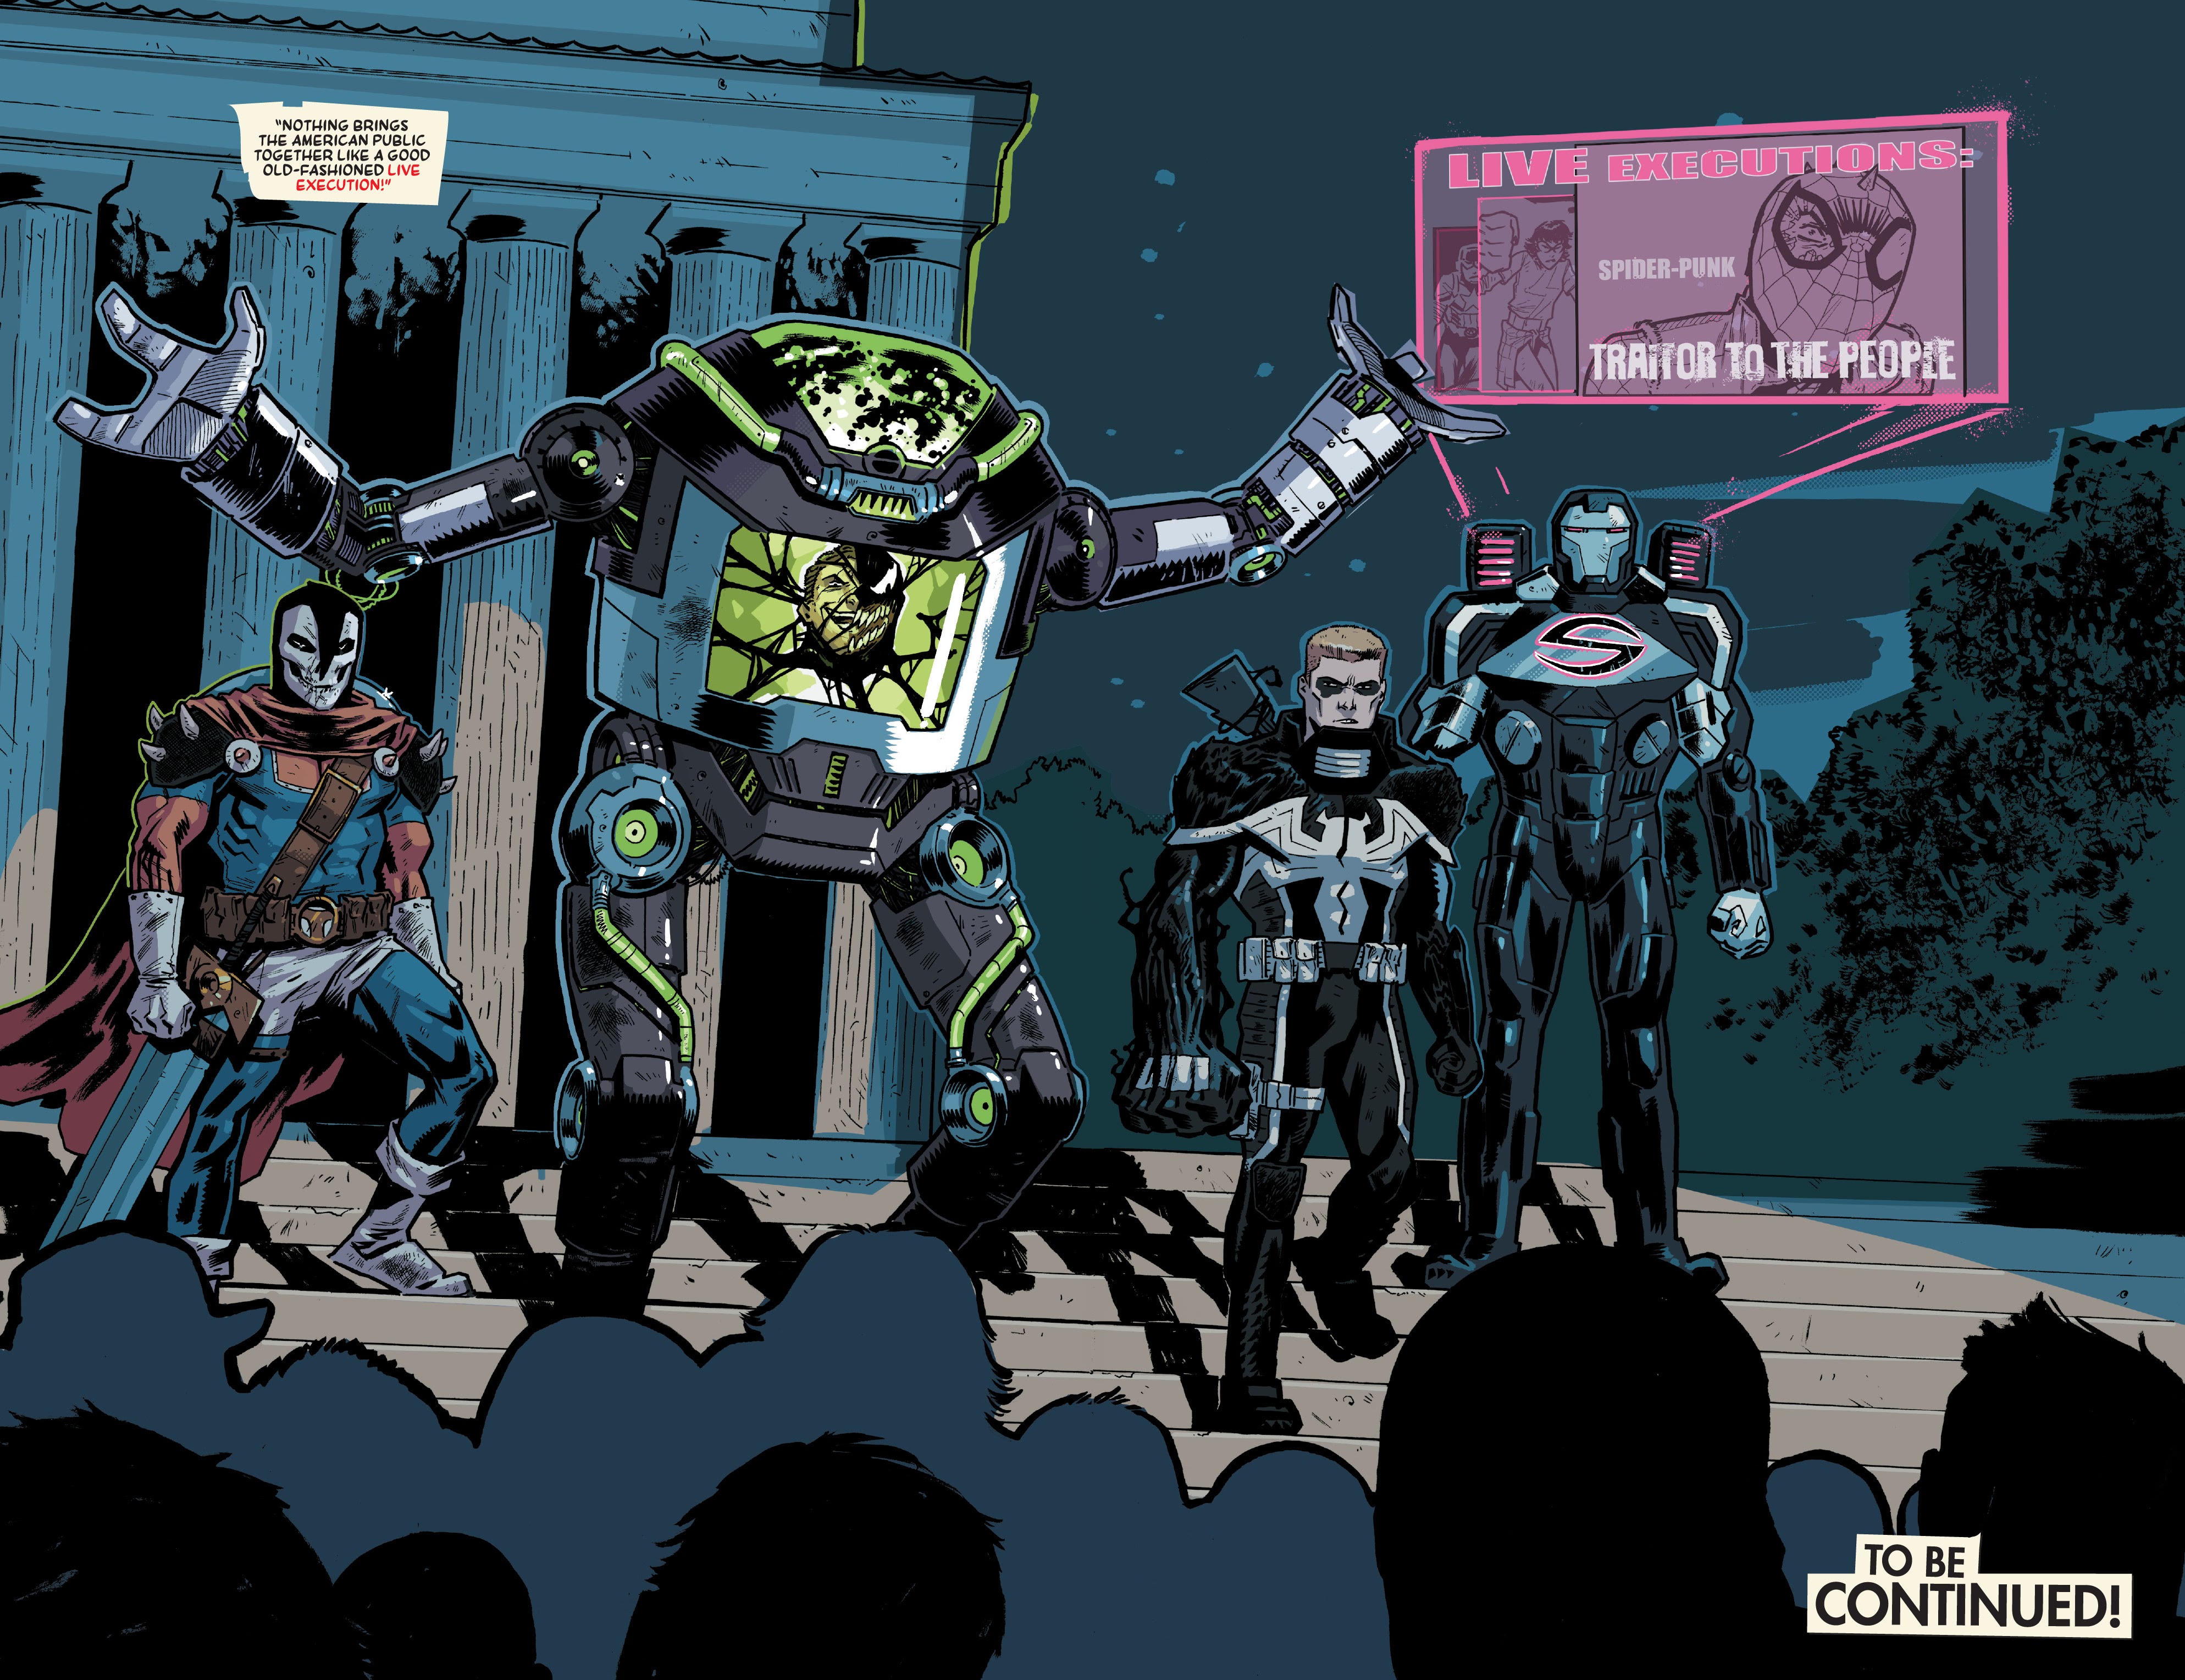 "NOTHING BRINGS
THE AMERICAN PUBLIC
TOGETHER LIKE A GOOD
OLD-FASHIONED LIVE
EXECUTION!"
LIVE EXECUTIONS:
SPIDER-PUNK
TRAITOR TO THE PEOPLE
S
TO BE
CONTINUED!